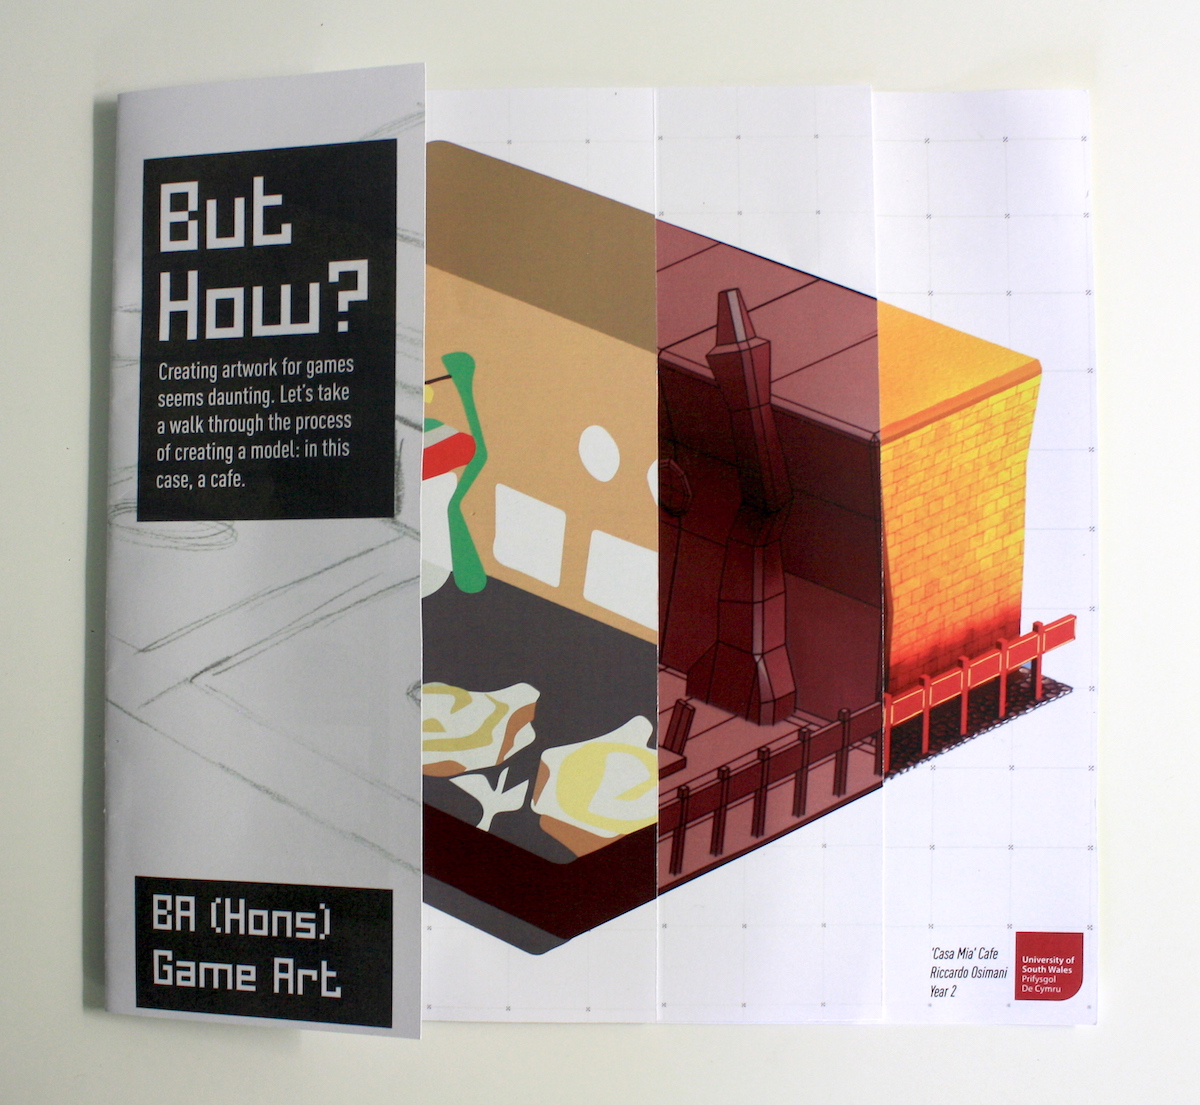 But
How?
Creating artwork for games
seems daunting. Let's take
a walk through the process
of creating a model: in this
case, a cafe.
BA (Hons)
Game Art
'Casa Mia' Cafe
Riccardo Osimani
Year 2
University of
South Wales
Prifysgol
De Cymru